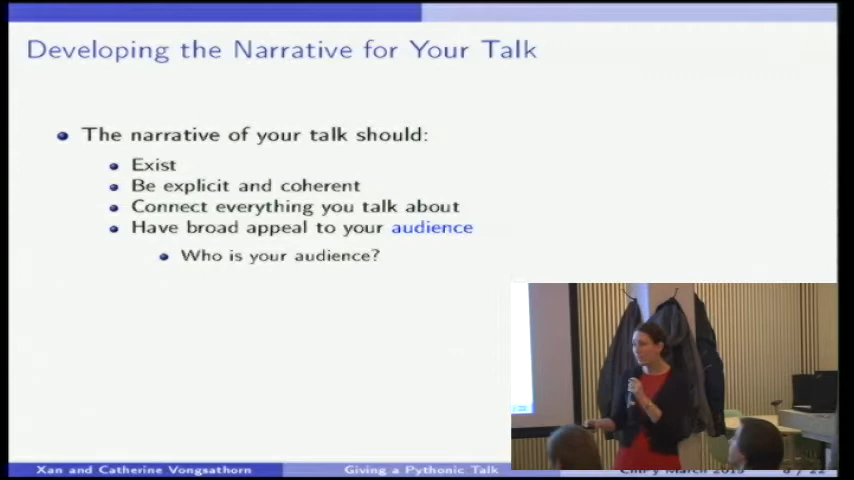 Developing the Narrative for Your Talk
The narrative of your talk should:
Exist
Be explicit and coherent
Connect everything you talk about
Have broad appeal to your audience
Who is your audience?
Xan and Catherine Vongsathorn
Giving a Pythonic Talk